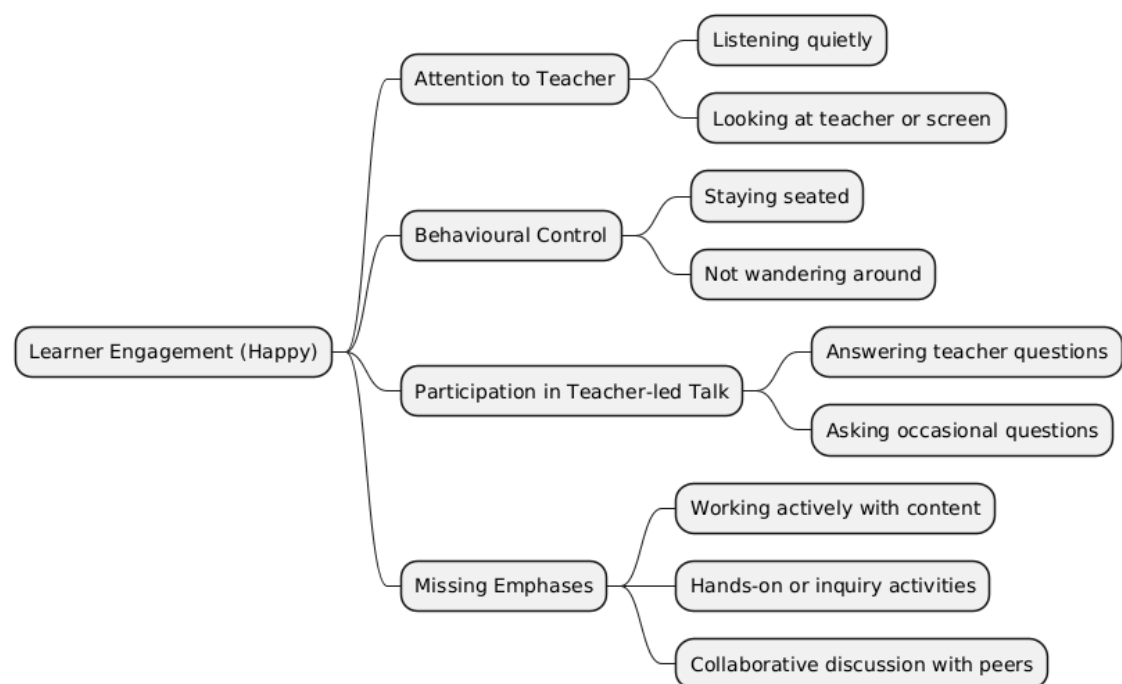 Learner Engagement (Happy)
Attention to Teacher
Listening quietly
Looking at teacher or screen
Behavioural Control
Staying seated
Not wandering around
Participation in Teacher-led Talk
Answering teacher questions
Asking occasional questions
Missing Emphases
Working actively with content
Hands-on or inquiry activities
Collaborative discussion with peers